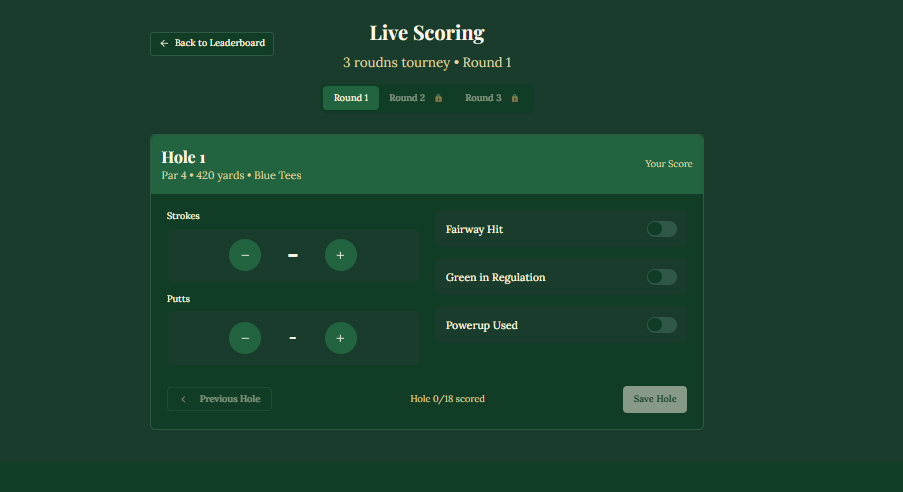 Live Scoring
← Back to Leaderboard
3 roudns tourney • Round 1
Round 1 Round 2 Round 3
Hole 1
Par 4 • 420 yards • Blue Tees
Your Score
Strokes
− - +
Fairway Hit
Green in Regulation
Putts
− - +
Powerup Used
‹ Previous Hole
Hole 0/18 scored
Save Hole